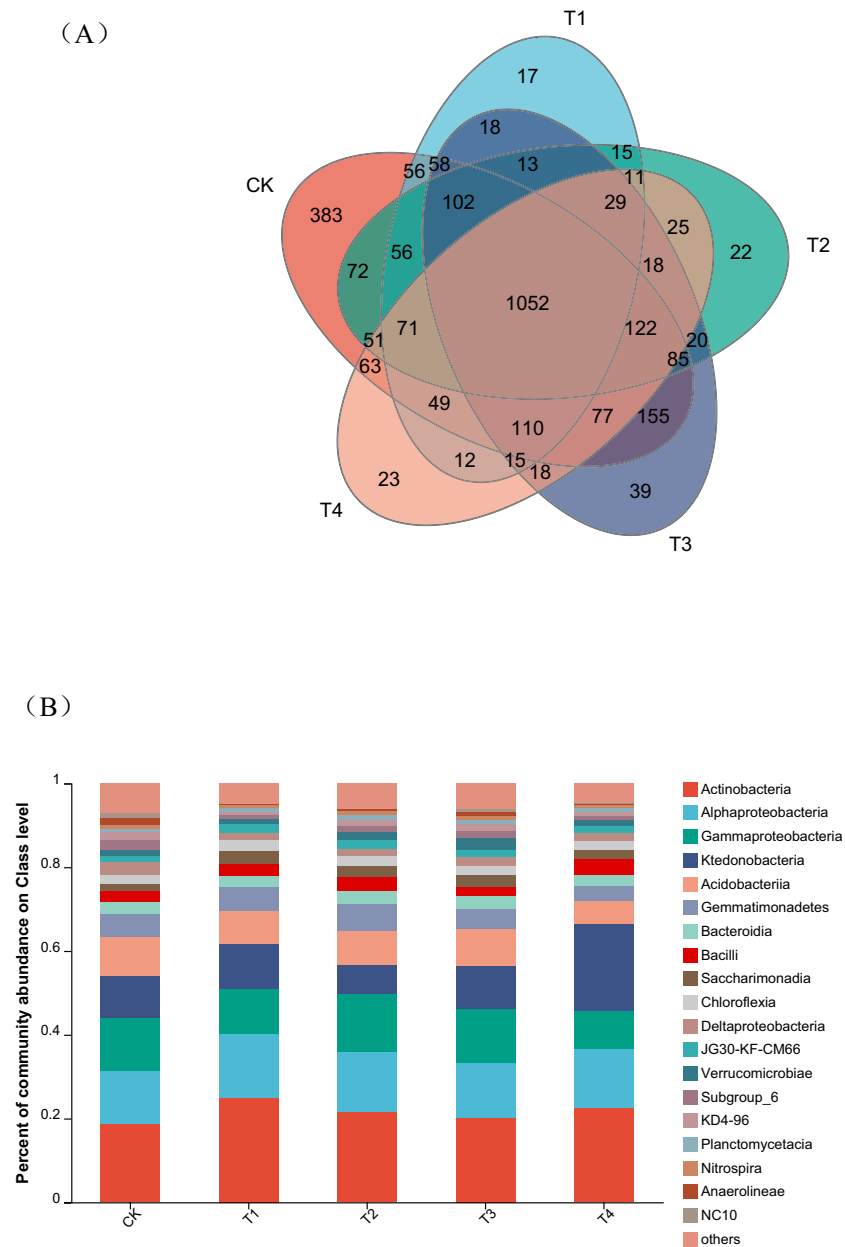 （A）
T1
17
18
15
58
13
56
11
CK
102
29
383
25
T2
56
18
22
72
1052
71
122
51
20
63
85
49
77
155
110
12
15
18
23
39
T4
T3
（B）
Percent of community abundance on Class level
1
0.8
0.6
0.4
0.2
0
CK
T1
T2
T3
T4
Actinobacteria
Alphaproteobacteria
Gammaproteobacteria
Ktedonobacteria
Acidobacteriia
Gemmatimonadetes
Bacteroidia
Bacilli
Saccharimonadia
Chloroflexia
Deltaproteobacteria
JG30-KF-CM66
Verrucomicrobiae
Subgroup_6
KD4-96
Planctomycetacia
Nitrospira
Anaerolineae
NC10
others